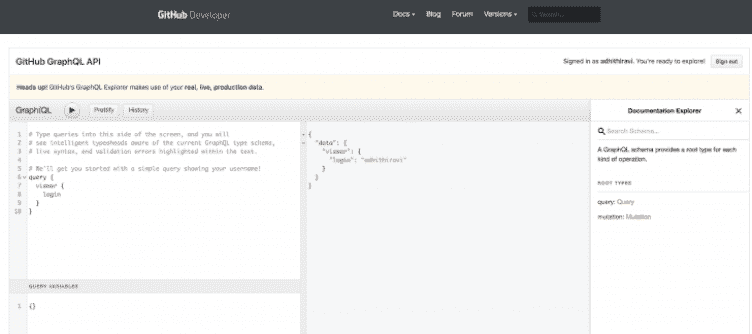 GitHub Developer
Docs Blog Forum Versions Search...
GitHub GraphQL API
Signed in as adhithiravi. You're ready to explore! Sign out
Heads up! GitHub's GraphQL Explorer makes use of your real, live, production data.
GraphiQL Prettify History
1 # Type queries into this side of the screen, and you will
2 # see intelligent typeaheads aware of the current GraphQL type schema,
3 # live syntax, and validation errors highlighted within the text.
4
5 # We'll get you started with a simple query showing your username!
6 query {
7 viewer {
8 login
9 }
10 }
QUERY VARIABLES
1 {}
{
"data": {
"viewer": {
"login": "adhithiravi"
}
}
}
Documentation Explorer
Search Schema...
A GraphQL schema provides a root type for each
kind of operation.
ROOT TYPES
query: Query
mutation: Mutation